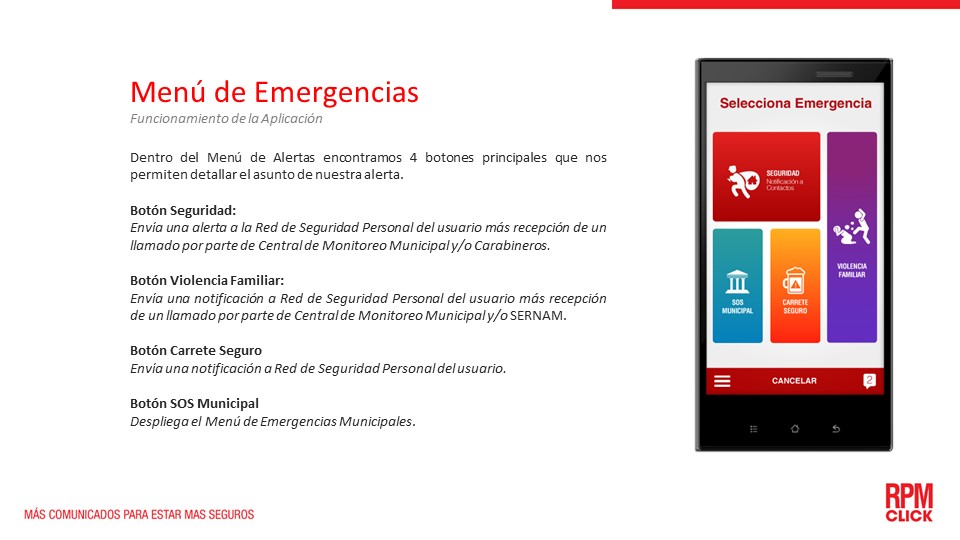 Menú de Emergencias
Funcionamiento de la Aplicación
Dentro del Menú de Alertas encontramos 4 botones principales que nos
permiten detallar el asunto de nuestra alerta.
Botón Seguridad:
Envía una alerta a la Red de Seguridad Personal del usuario más recepción de un
llamado por parte de Central de Monitoreo Municipal y/o Carabineros.
Botón Violencia Familiar:
Envía una notificación a Red de Seguridad Personal del usuario más recepción
de un llamado por parte de Central de Monitoreo Municipal y/o SERNAM.
Botón Carrete Seguro
Envía una notificación a Red de Seguridad Personal del usuario.
Botón SOS Municipal
Despliega el Menú de Emergencias Municipales.
Selecciona Emergencia
SEGURIDAD
Notificación a
Contactos
VIOLENCIA
FAMILIAR
SOS
MUNICIPAL
CARRETE
SEGURO
CANCELAR
2
MÁS COMUNICADOS PARA ESTAR MAS SEGUROS
RPM
CLICK